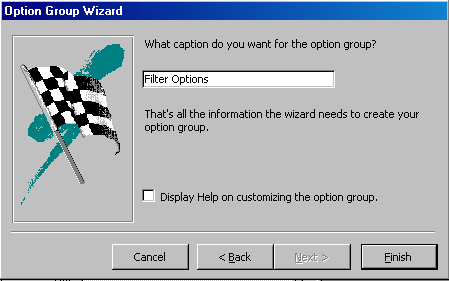 Option Group Wizard
What caption do you want for the option group?
Filter Options
That's all the information the wizard needs to create your
option group.
Display Help on customizing the option group.
Cancel
< Back
Next >
Finish